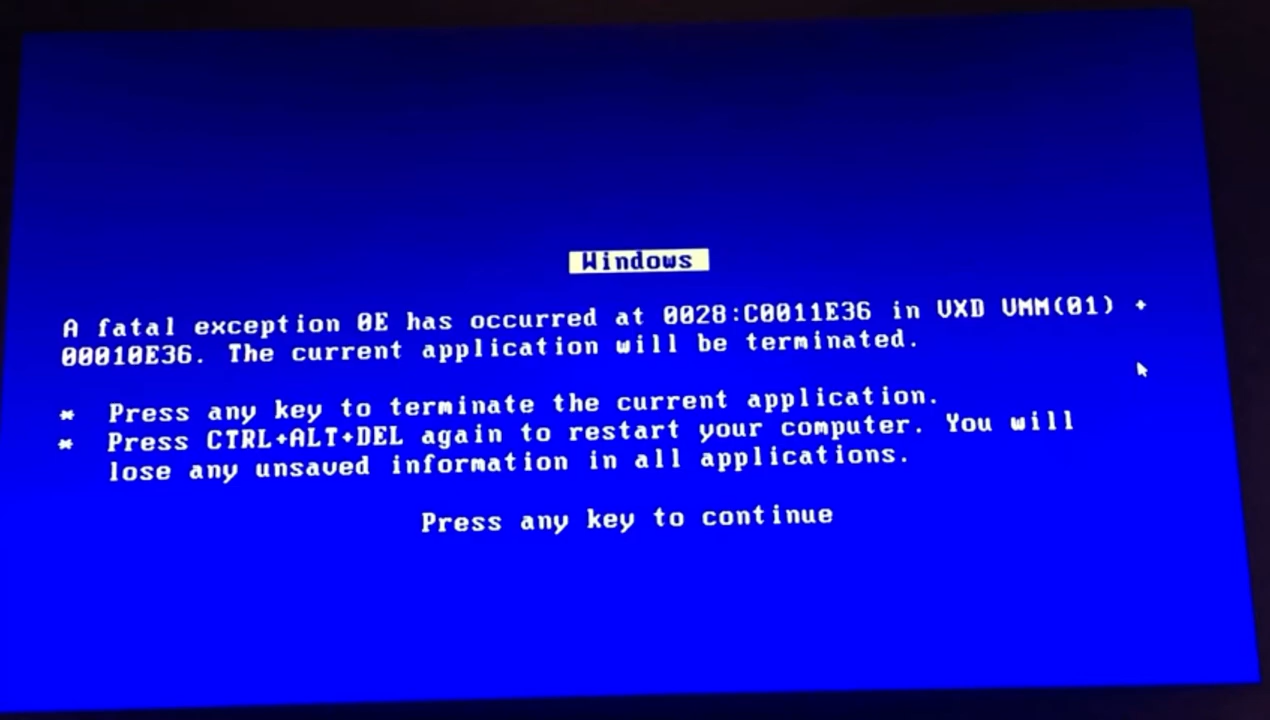 Windows
A fatal exception 0E has occurred at 0028:C0011E36 in VXD VMM(01) +
00010E36. The current application will be terminated.
* Press any key to terminate the current application.
* Press CTRL+ALT+DEL again to restart your computer. You will
lose any unsaved information in all applications.
Press any key to continue